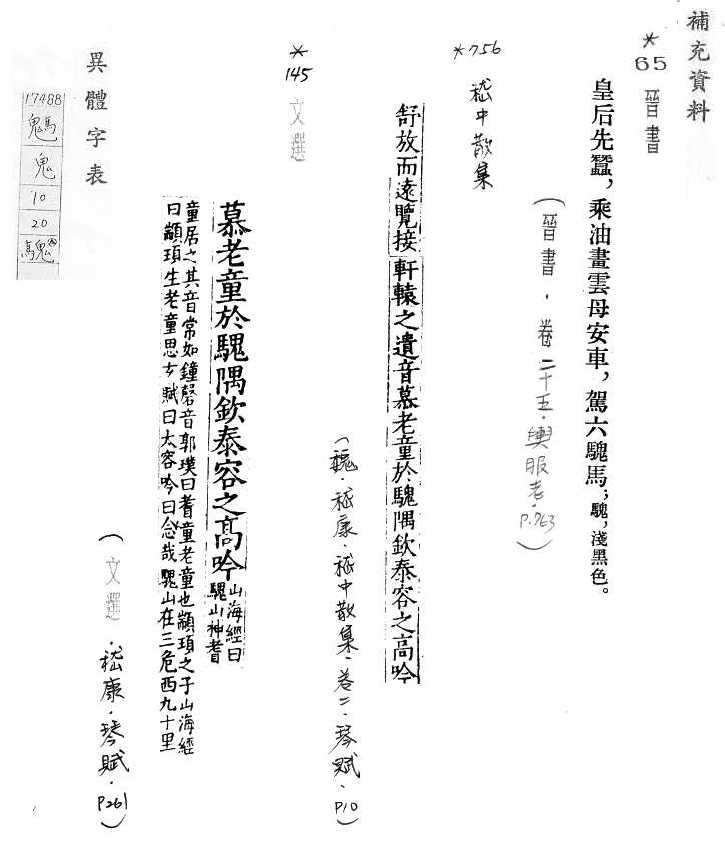 補充資料
*
65 晉書
皇后先蠶，乘油畫雲母安車，駕六騩馬；騩，淺黑色。
（晉書．卷二十五．輿服志．P.763）
*756 嵇中散集
舒放而遠覽接軒轅之遺音慕老童於騩隅欽泰容之高吟
（魏．嵇康．嵇中散集．卷二．琴賦．P10）
*
145 文選
慕老童於騩隅欽泰容之高吟山海經曰
騩山神耆
童居之其音常如鐘磬音郭璞曰耆童老童也顓頊之子山海經
曰顓頊生老童思玄賦曰太容吟曰念哉騩山在三危西九十里
（文選．嵇康．琴賦．P261）
異體字表
17488
鬼
10
20